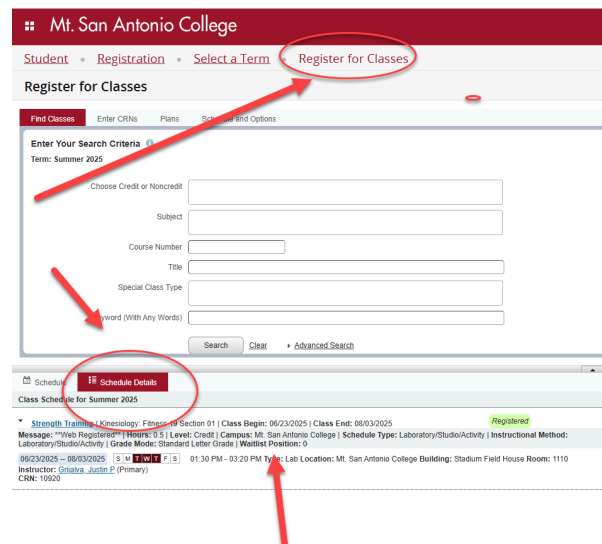 Mt. San Antonio College
Student • Registration • Select a Term • Register for Classes
Register for Classes
Find Classes Enter CRNs Plans Schedule and Options
Enter Your Search Criteria
Term: Summer 2025
Choose Credit or Noncredit
Subject
Course Number
Title
Special Class Type
Keyword (With Any Words)
Search Clear Advanced Search
Schedule Schedule Details
Class Schedule for Summer 2025
Strength Training | Kinesiology: Fitness 19 Section 01 | Class Begin: 06/23/2025 | Class End: 08/03/2025 Registered
Message: **Web Registered** | Hours: 0.5 | Level: Credit | Campus: Mt. San Antonio College | Schedule Type: Laboratory/Studio/Activity | Instructional Method:
Laboratory/Studio/Activity | Grade Mode: Standard Letter Grade | Waitlist Position: 0
06/23/2025 -- 08/03/2025 S M T W T F S 01:30 PM - 03:20 PM Type: Lab Location: Mt. San Antonio College Building: Stadium Field House Room: 1110
Instructor: Grijalva, Justin P (Primary)
CRN: 10920